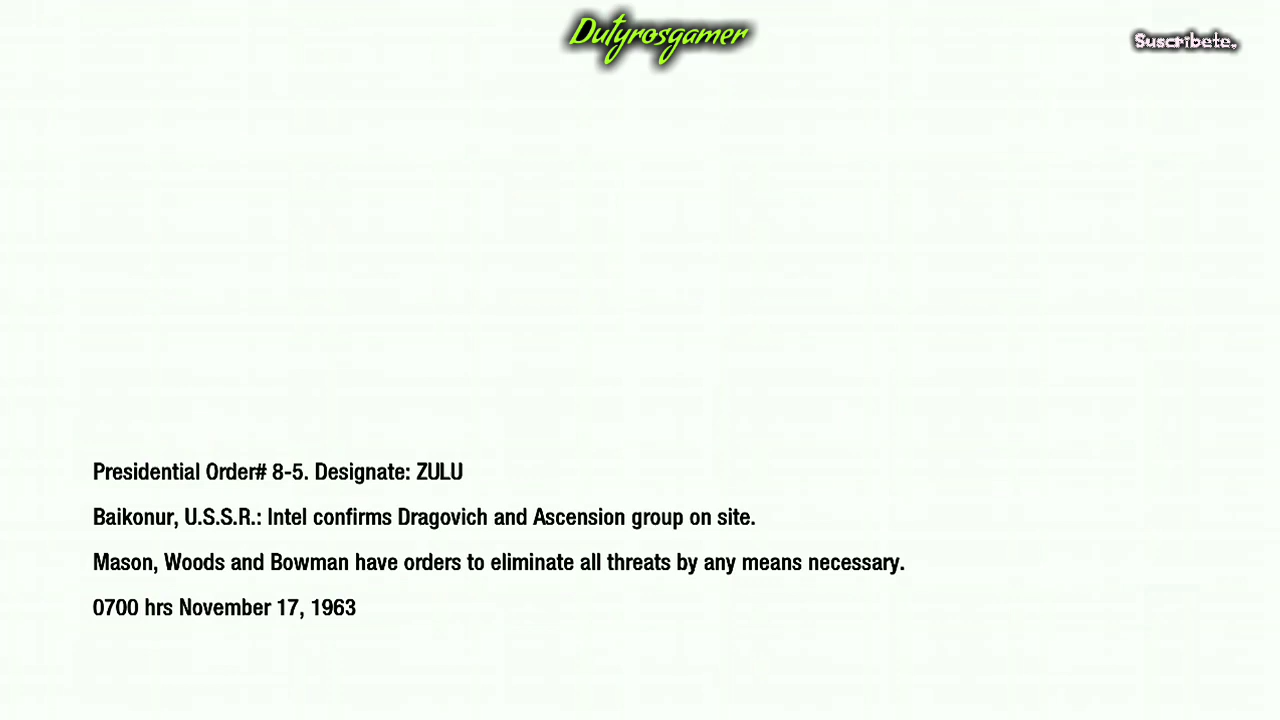 Dutyrosgamer
Suscribete.
Presidential Order# 8-5. Designate: ZULU
Baikonur, U.S.S.R.: Intel confirms Dragovich and Ascension group on site.
Mason, Woods and Bowman have orders to eliminate all threats by any means necessary.
0700 hrs November 17, 1963